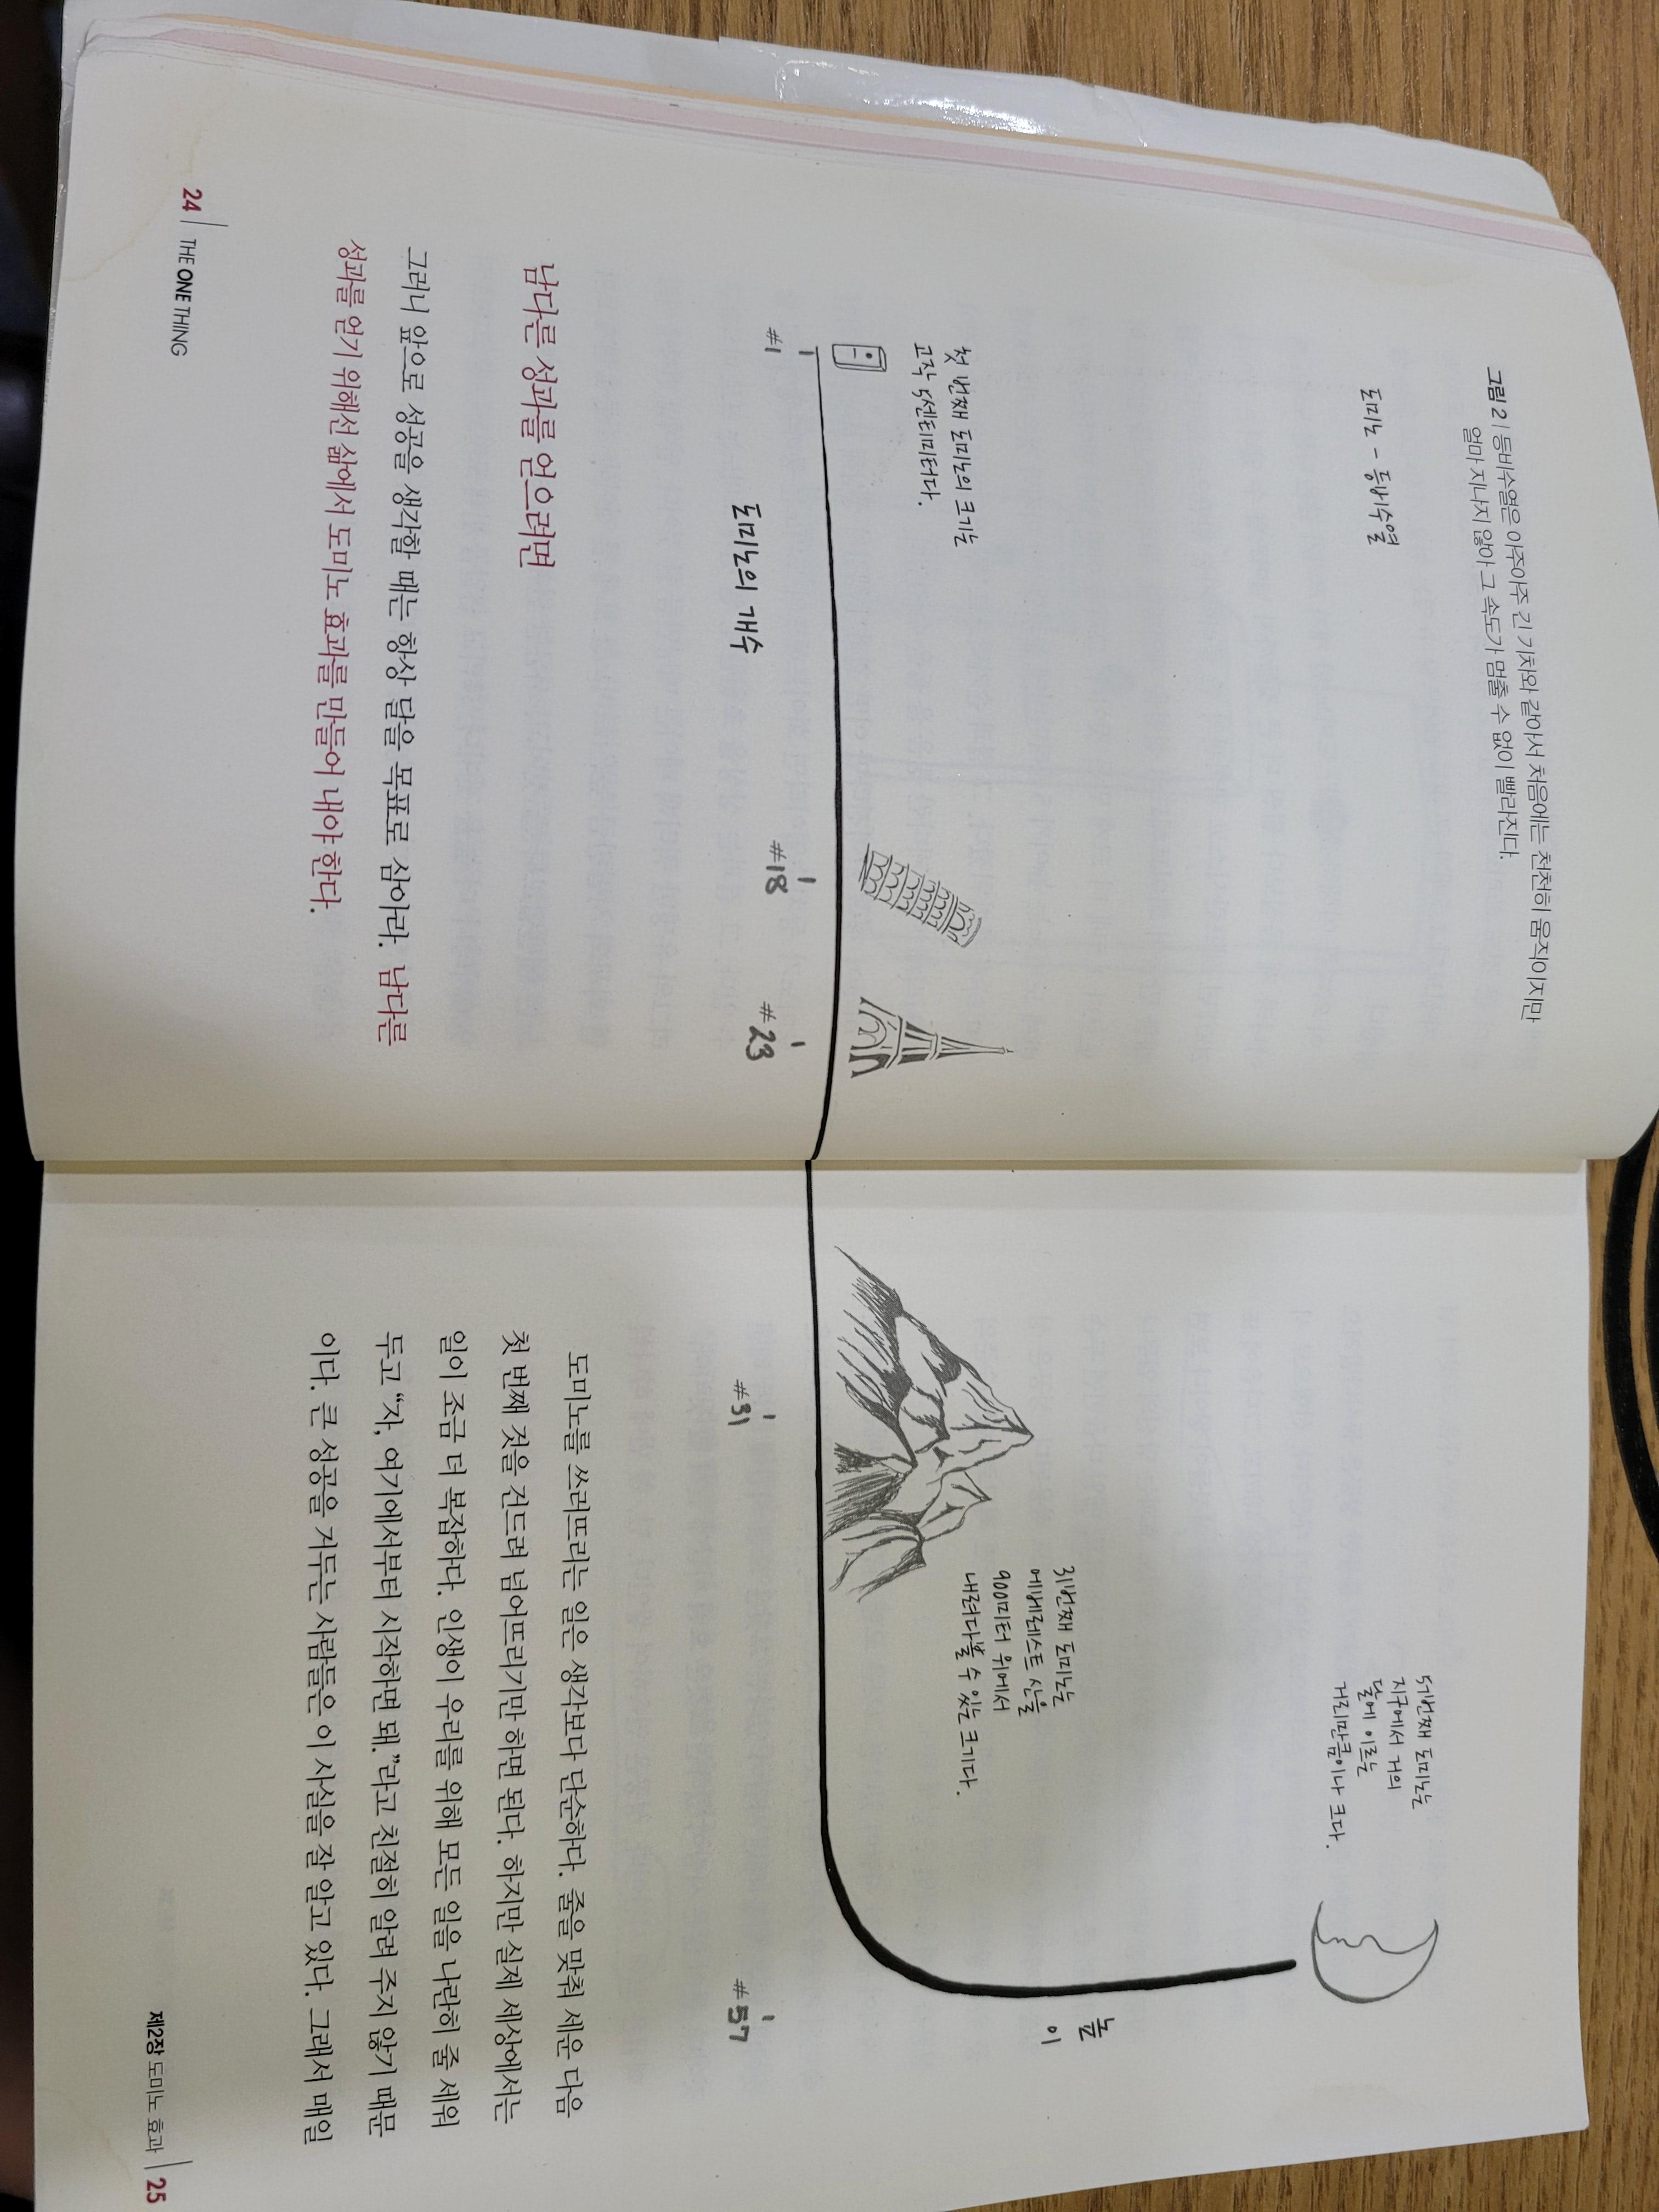 그림 2 | 등비수열은 아주아주 긴 기차와 같아서 처음에는 천천히 움직이지만
얼마 지나지 않아 그 속도가 멈출 수 없이 빨라진다.
도미노 – 등비수열
첫 번째 도미노의 크기는
고작 5센티미터다.
#1
#18
#23
도미노의 개수
남다른 성과를 얻으려면
그러니 앞으로 성공을 생각할 때는 항상 달을 목표로 삼아라. 남다른
성과를 얻기 위해선 삶에서 도미노 효과를 만들어 내야 한다.
24 | THE ONE THING
57번째 도미노는
지구에서 거의
달에 이르는
거리만큼이나 크다.
31번째 도미노는
에베레스트 산을
900미터 위에서
내려다볼 수 있는 크기다.
높
이
#31
#57
도미노를 쓰러뜨리는 일은 생각보다 단순하다. 줄을 맞춰 세운 다음
첫 번째 것을 건드려 넘어뜨리기만 하면 된다. 하지만 실제 세상에서는
일이 조금 더 복잡하다. 인생이 우리를 위해 모든 일을 나란히 줄 세워
두고 “자, 여기에서부터 시작하면 돼.”라고 친절히 알려 주지 않기 때문
이다. 큰 성공을 거두는 사람들은 이 사실을 잘 알고 있다. 그래서 매일
제2장 도미노 효과 | 25